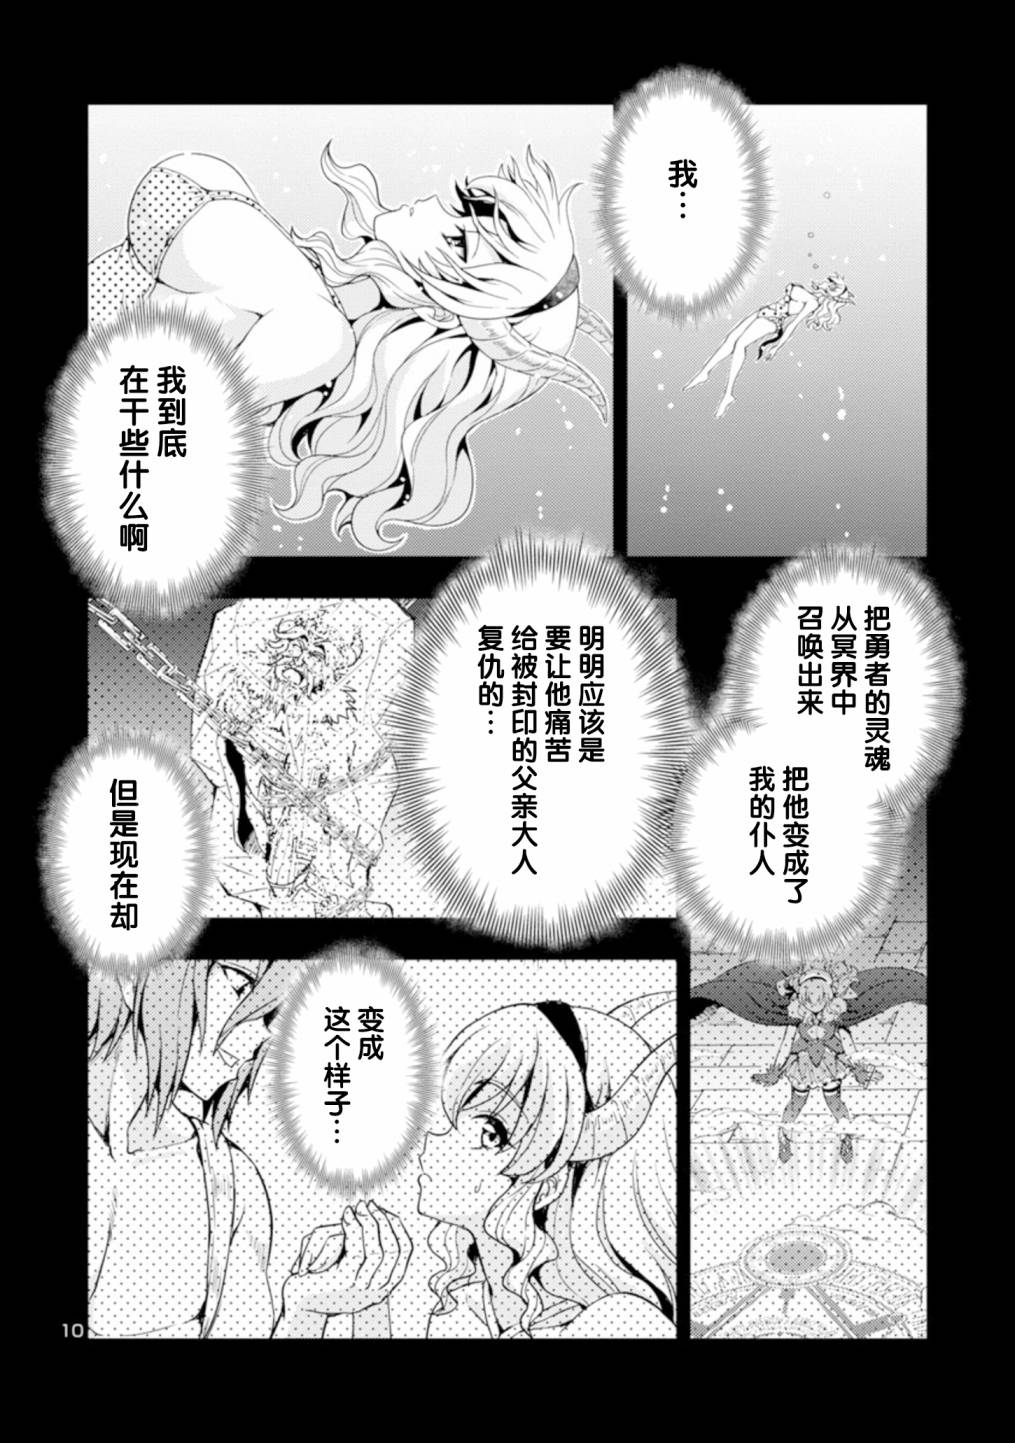 我…
我到底
在干些什么啊
把勇者的灵魂
从冥界中
召唤出来
把他变成了
我的仆人
明明应该是
要让他痛苦
给被封印的父亲大人
复仇的…
但是现在却
变成
这个样子…
10